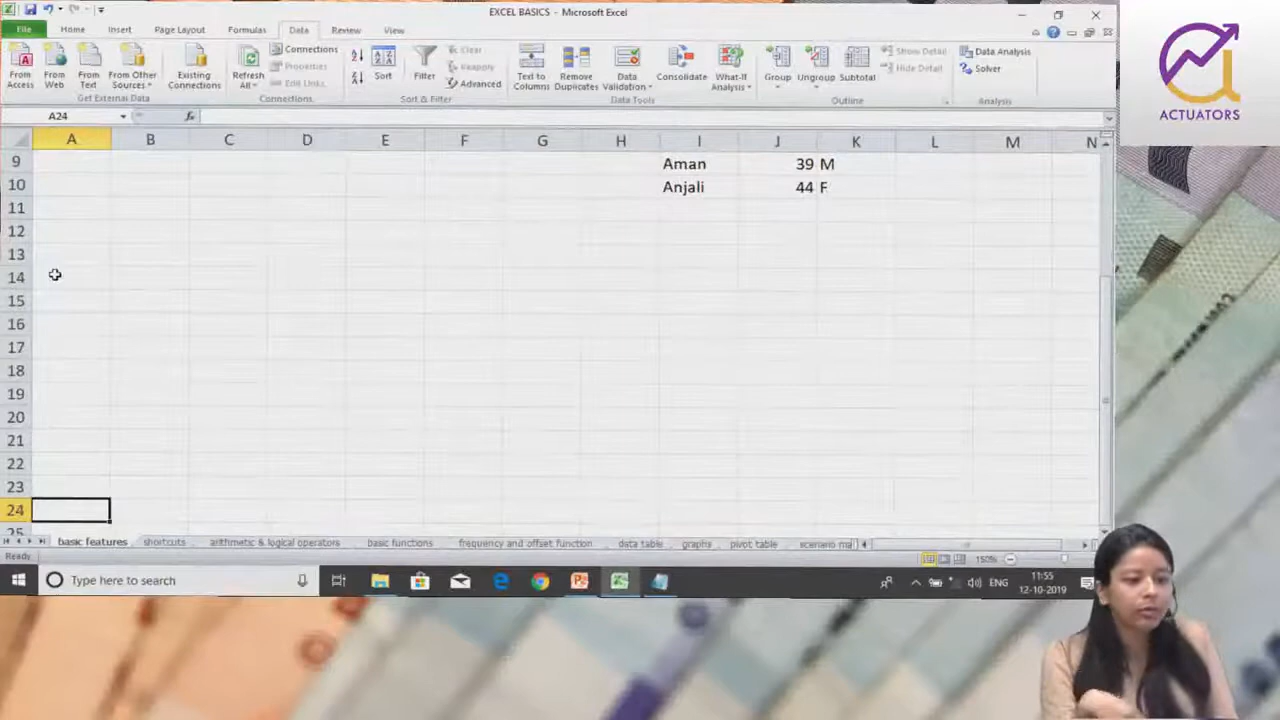 EXCEL BASICS - Microsoft Excel
File Home Insert Page Layout Formulas Data Review View
From Access
From Web
From Text
From Other Sources
Existing Connections
Get External Data
Refresh All
Connections
Properties
Edit Links
Connections
Sort
Filter
Clear
Reapply
Advanced
Sort & Filter
Text to Columns
Remove Duplicates
Data Validation
Consolidate
What-If Analysis
Data Tools
Group
Ungroup
Subtotal
Show Detail
Hide Detail
Outline
Data Analysis
Solver
Analysis
ACTUATORS
A24 fx
A B C D E F G H I J K L M N
9 Aman 39 M
10 Anjali 44 F
11
12
13
14
15
16
17
18
19
20
21
22
23
24
25
basic features shortcuts arithmetic & logical operators basic functions frequency and offset function data table graphs pivot table scenario ma
Ready 150%
Type here to search
ENG
11:55
12-10-2019